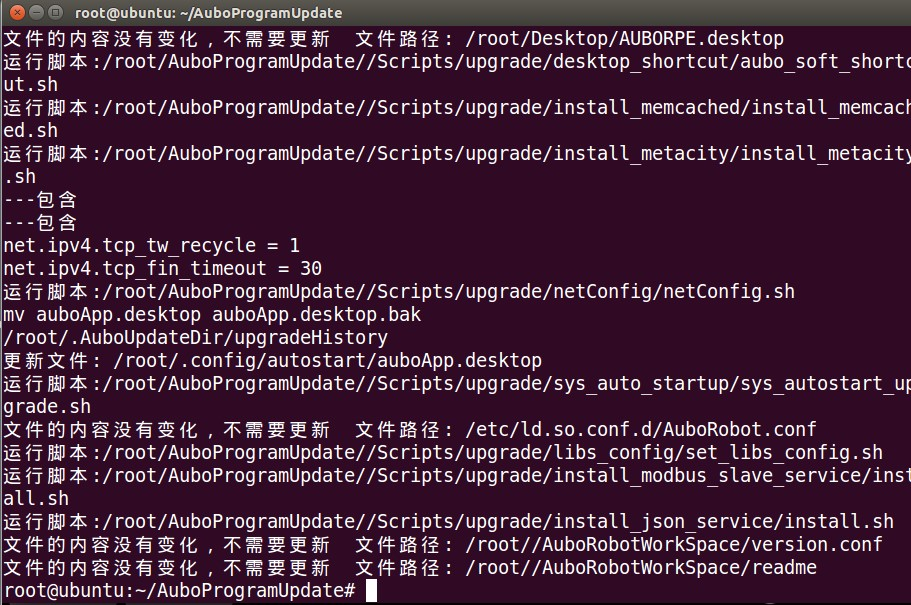 root@ubuntu: ~/AuboProgramUpdate
文件的内容没有变化，不需要更新  文件路径: /root/Desktop/AUBORPE.desktop
运行脚本:/root/AuboProgramUpdate//Scripts/upgrade/desktop_shortcut/aubo_soft_shortc
ut.sh
运行脚本:/root/AuboProgramUpdate//Scripts/upgrade/install_memcached/install_memcach
ed.sh
运行脚本:/root/AuboProgramUpdate//Scripts/upgrade/install_metacity/install_metacity
.sh
---包含
---包含
net.ipv4.tcp_tw_recycle = 1
net.ipv4.tcp_fin_timeout = 30
运行脚本:/root/AuboProgramUpdate//Scripts/upgrade/netConfig/netConfig.sh
mv auboApp.desktop auboApp.desktop.bak
/root/.AuboUpdateDir/upgradeHistory
更新文件: /root/.config/autostart/auboApp.desktop
运行脚本:/root/AuboProgramUpdate//Scripts/upgrade/sys_auto_startup/sys_autostart_up
grade.sh
文件的内容没有变化，不需要更新  文件路径: /etc/ld.so.conf.d/AuboRobot.conf
运行脚本:/root/AuboProgramUpdate//Scripts/upgrade/libs_config/set_libs_config.sh
运行脚本:/root/AuboProgramUpdate//Scripts/upgrade/install_modbus_slave_service/inst
all.sh
运行脚本:/root/AuboProgramUpdate//Scripts/upgrade/install_json_service/install.sh
文件的内容没有变化，不需要更新  文件路径: /root//AuboRobotWorkSpace/version.conf
文件的内容没有变化，不需要更新  文件路径: /root//AuboRobotWorkSpace/readme
root@ubuntu:~/AuboProgramUpdate#